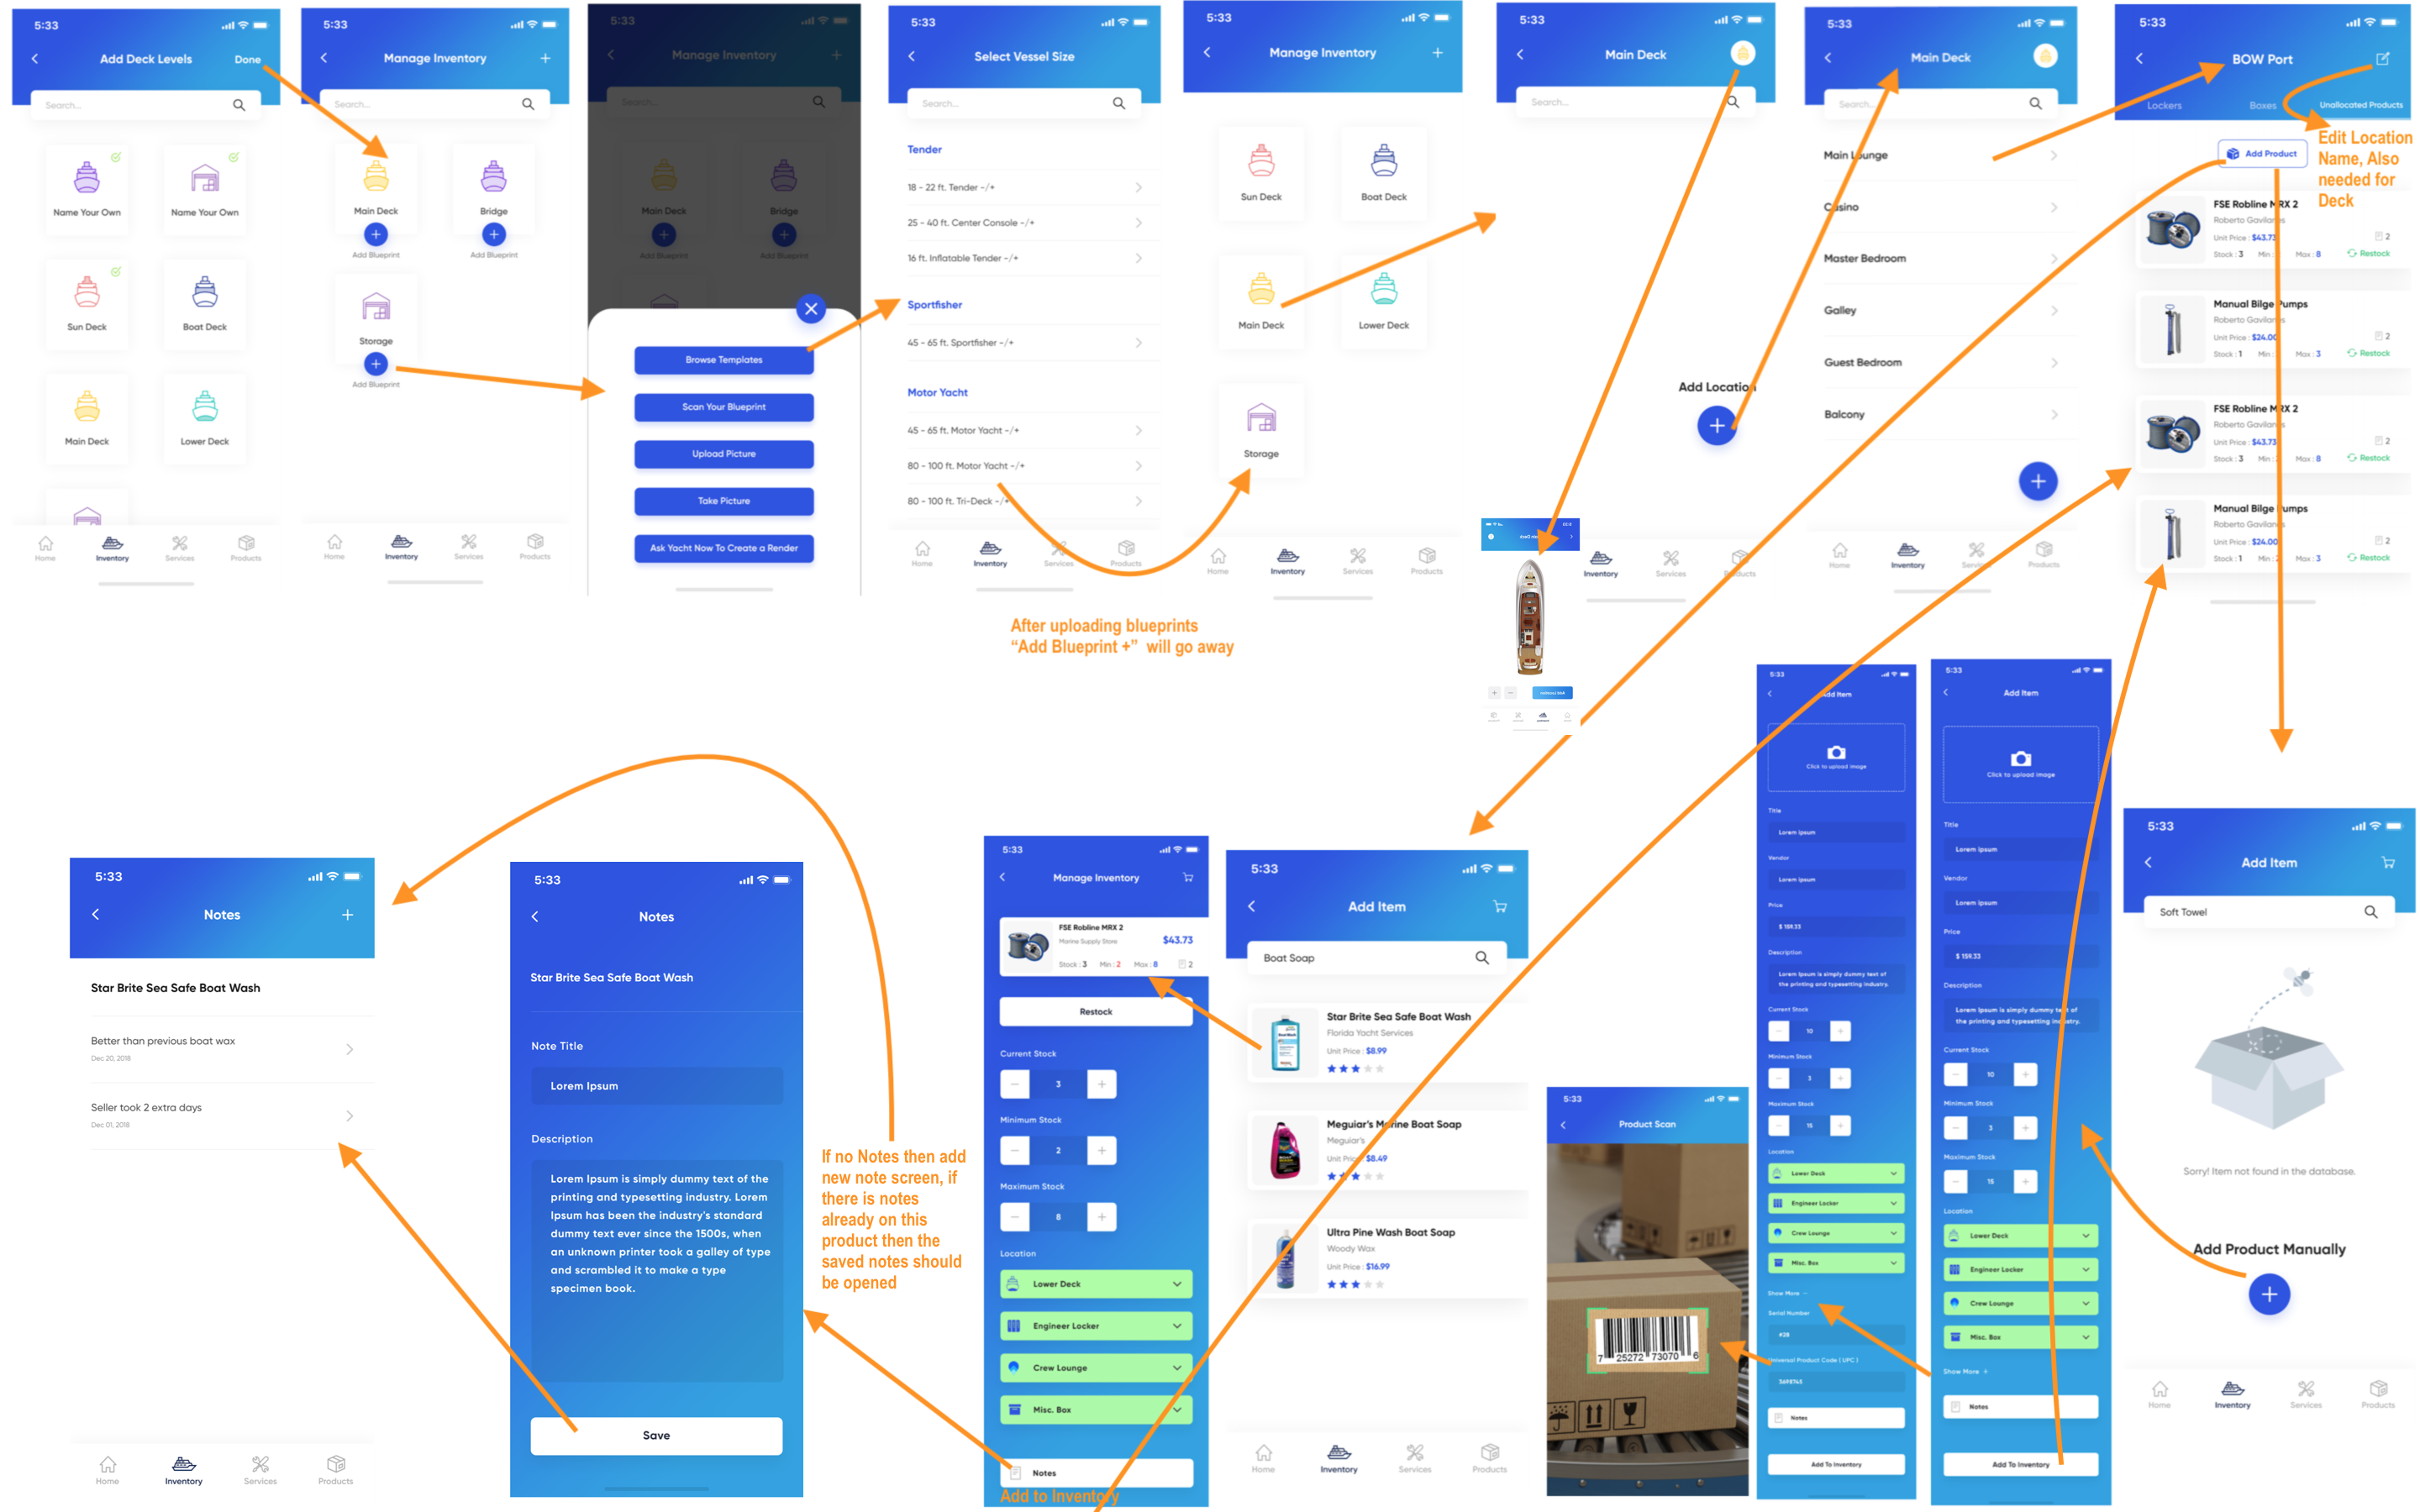 5:33
Add Deck Levels
Done
Search...
Name Your Own
Name Your Own
Sun Deck
Boat Deck
Main Deck
Lower Deck
Home
Inventory
Services
Products
5:33
Manage Inventory
Search...
Main Deck
Bridge
Add Blueprint
Add Blueprint
Storage
Add Blueprint
Home
Inventory
Services
Products
5:33
Manage Inventory
Search...
Main Deck
Bridge
Add Blueprint
Add Blueprint
Browse Templates
Scan Your Blueprint
Upload Picture
Take Picture
Ask Yacht Now To Create a Render
5:33
Select Vessel Size
Search...
Tender
18 - 22 ft. Tender -/+
25 - 40 ft. Center Console -/+
16 ft. Inflatable Tender -/+
Sportfisher
45 - 65 ft. Sportfisher -/+
Motor Yacht
45 - 65 ft. Motor Yacht -/+
80 - 100 ft. Motor Yacht -/+
80 - 100 ft. Tri-Deck -/+
Home
Inventory
Services
Products
After uploading blueprints
“Add Blueprint +” will go away
5:33
Manage Inventory
Sun Deck
Boat Deck
Main Deck
Lower Deck
Storage
Home
Inventory
Services
Products
5:33
Main Deck
Search...
Add Location
Inventory
Services
Products
5:33
Main Deck
Search...
Main Lounge
Casino
Master Bedroom
Galley
Guest Bedroom
Balcony
Home
Inventory
Services
Products
5:33
BOW Port
Lockers
Boxes
Unallocated Products
Edit Location
Name, Also
needed for
Deck
Add Product
FSE Robline MRX 2
Roberto Gavilanes
Unit Price : $43.73
2
Stock : 3 Min : Max : 8 Restock
Manual Bilge Pumps
Roberto Gavilanes
Unit Price : $24.00
2
Stock : 1 Min : Max : 3 Restock
FSE Robline MRX 2
Roberto Gavilanes
Unit Price : $43.73
2
Stock : 3 Min : Max : 8 Restock
Manual Bilge Pumps
Roberto Gavilanes
Unit Price : $24.00
2
Stock : 1 Min : Max : 3 Restock
5:33
Notes
Star Brite Sea Safe Boat Wash
Better than previous boat wax
Dec 20, 2018
Seller took 2 extra days
Dec 01, 2018
Home
Inventory
Services
Products
5:33
Notes
Star Brite Sea Safe Boat Wash
Note Title
Lorem Ipsum
Description
Lorem Ipsum is simply dummy text of the
printing and typesetting industry. Lorem
Ipsum has been the industry's standard
dummy text ever since the 1500s, when
an unknown printer took a galley of type
and scrambled it to make a type
specimen book.
Save
If no Notes then add
new note screen, if
there is notes
already on this
product then the
saved notes should
be opened
5:33
Manage Inventory
FSE Robline MRX 2
Marine Supply Store
$43.73
Stock : 3 Min : 2 Max : 8 2
Restock
Current Stock
− 3 +
Minimum Stock
− 2 +
Maximum Stock
− 8 +
Location
Lower Deck
Engineer Locker
Crew Lounge
Misc. Box
Notes
Add to Inventory
5:33
Add Item
Boat Soap
Star Brite Sea Safe Boat Wash
Florida Yacht Services
Unit Price : $8.99
Meguiar's Marine Boat Soap
Meguiar's
Unit Price : $8.49
Ultra Pine Wash Boat Soap
Woody Wax
Unit Price : $16.99
Home
Inventory
Services
Products
5:33
Product Scan
7 25272 73070 6
5:33
Add Item
Click to upload image
Title
Lorem Ipsum
Vendor
Lorem Ipsum
Price
$ 159.33
Description
Lorem Ipsum is simply dummy text of
the printing and typesetting industry.
Current Stock
− 10 +
Minimum Stock
− 3 +
Maximum Stock
− 15 +
Location
Lower Deck
Engineer Locker
Crew Lounge
Misc. Box
Show More −
Serial Number
#28
Universal Product Code ( UPC )
3698745
Notes
Add To Inventory
5:33
Add Item
Click to upload image
Title
Lorem Ipsum
Vendor
Lorem Ipsum
Price
$ 159.33
Description
Lorem Ipsum is simply dummy text of
the printing and typesetting industry.
Current Stock
− 10 +
Minimum Stock
− 3 +
Maximum Stock
− 15 +
Location
Lower Deck
Engineer Locker
Crew Lounge
Misc. Box
Show More +
Notes
Add To Inventory
5:33
Add Item
Soft Towel
Sorry! Item not found in the database.
Add Product Manually
Home
Inventory
Services
Products